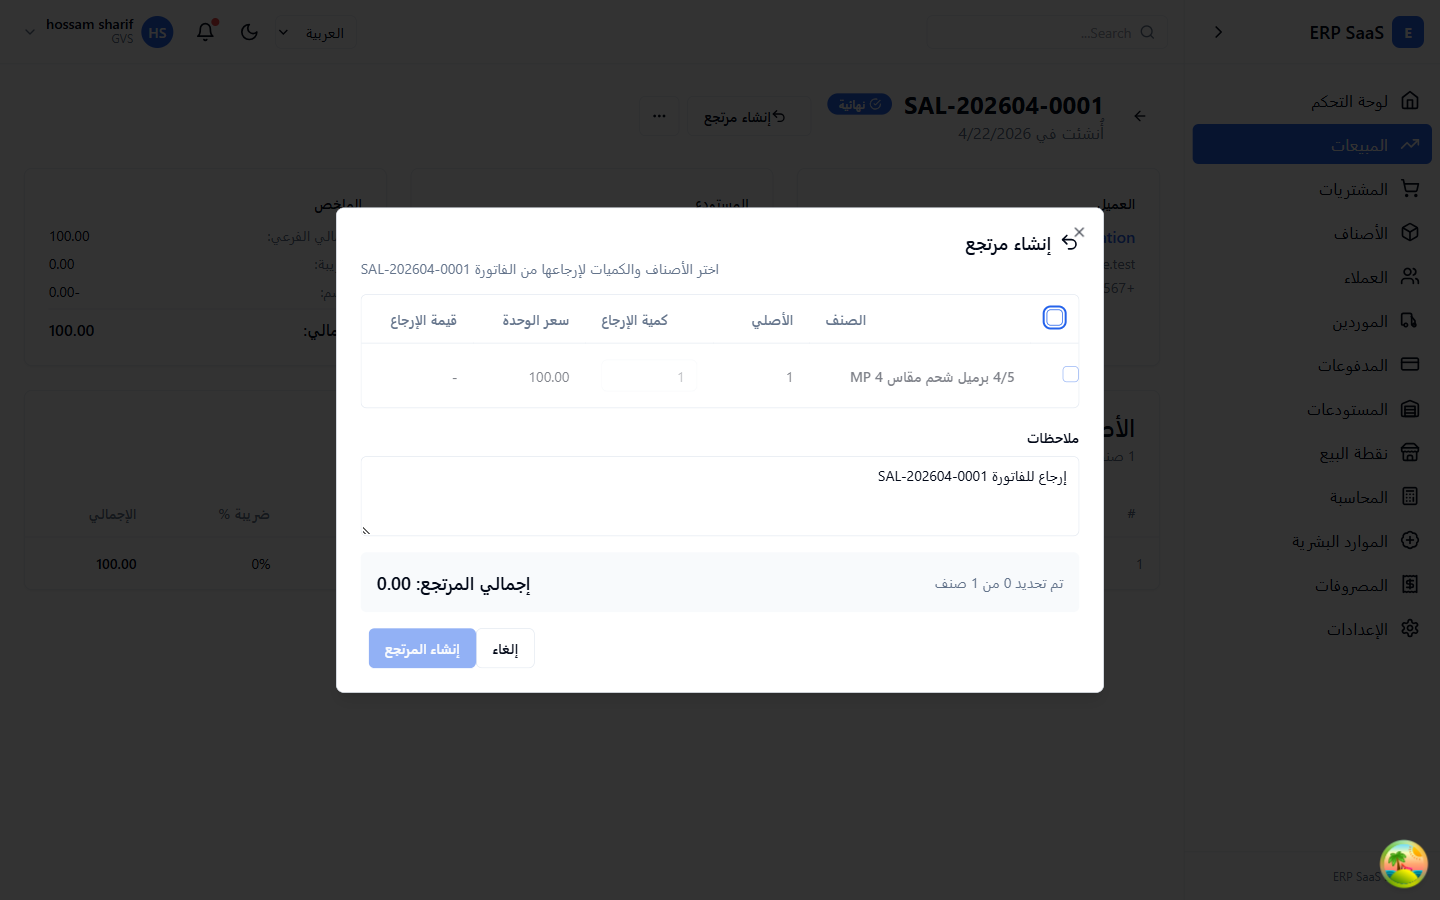 E ERP SaaS
Search...
العربية
HS
hossam sharif
GVS
لوحة التحكم
المبيعات
المشتريات
الأصناف
العملاء
الموردين
المدفوعات
المستودعات
نقطة البيع
المحاسبة
الموارد البشرية
المصروفات
الإعدادات
ERP SaaS
SAL-202604-0001
نهائية
أُنشئت في 4/22/2026
إنشاء مرتجع
العميل
المستودع
الملخص
100.00
0.00
-0.00
100.00
1
#
ضريبة %
الإجمالي
1
0%
100.00
إنشاء مرتجع
اختر الأصناف والكميات لإرجاعها من الفاتورة SAL-202604-0001
الصنف الأصلي كمية الإرجاع سعر الوحدة قيمة الإرجاع
4/5 برميل شحم مقاس 4 MP 1 1 100.00 -
ملاحظات
إرجاع للفاتورة SAL-202604-0001
تم تحديد 0 من 1 صنف
إجمالي المرتجع: 0.00
إلغاء
إنشاء المرتجع